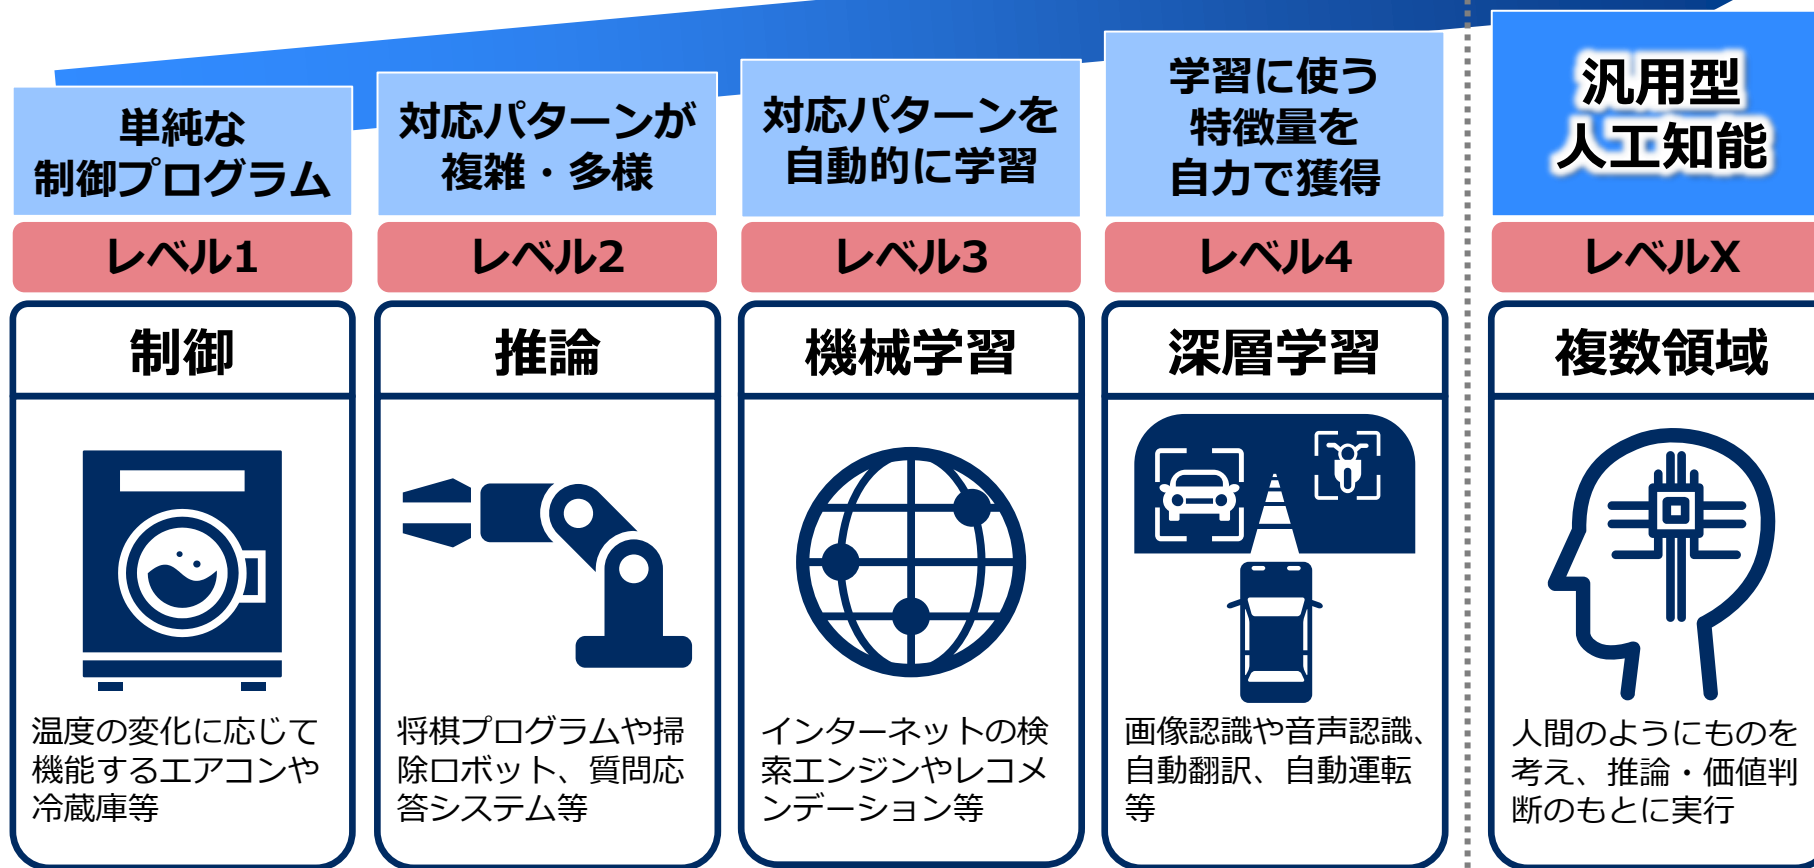 単純な
制御プログラム
レベル1
制御
温度の変化に応じて
機能するエアコンや
冷蔵庫等
対応パターンが
複雑・多様
レベル2
推論
将棋プログラムや掃
除ロボット、質問応
答システム等
対応パターンを
自動的に学習
レベル3
機械学習
インターネットの検
索エンジンやレコメ
ンデーション等
学習に使う
特徴量を
自力で獲得
レベル4
深層学習
画像認識や音声認識、
自動翻訳、自動運転
等
汎用型
人工知能
レベルX
複数領域
人間のようにものを
考え、推論・価値判
断のもとに実行